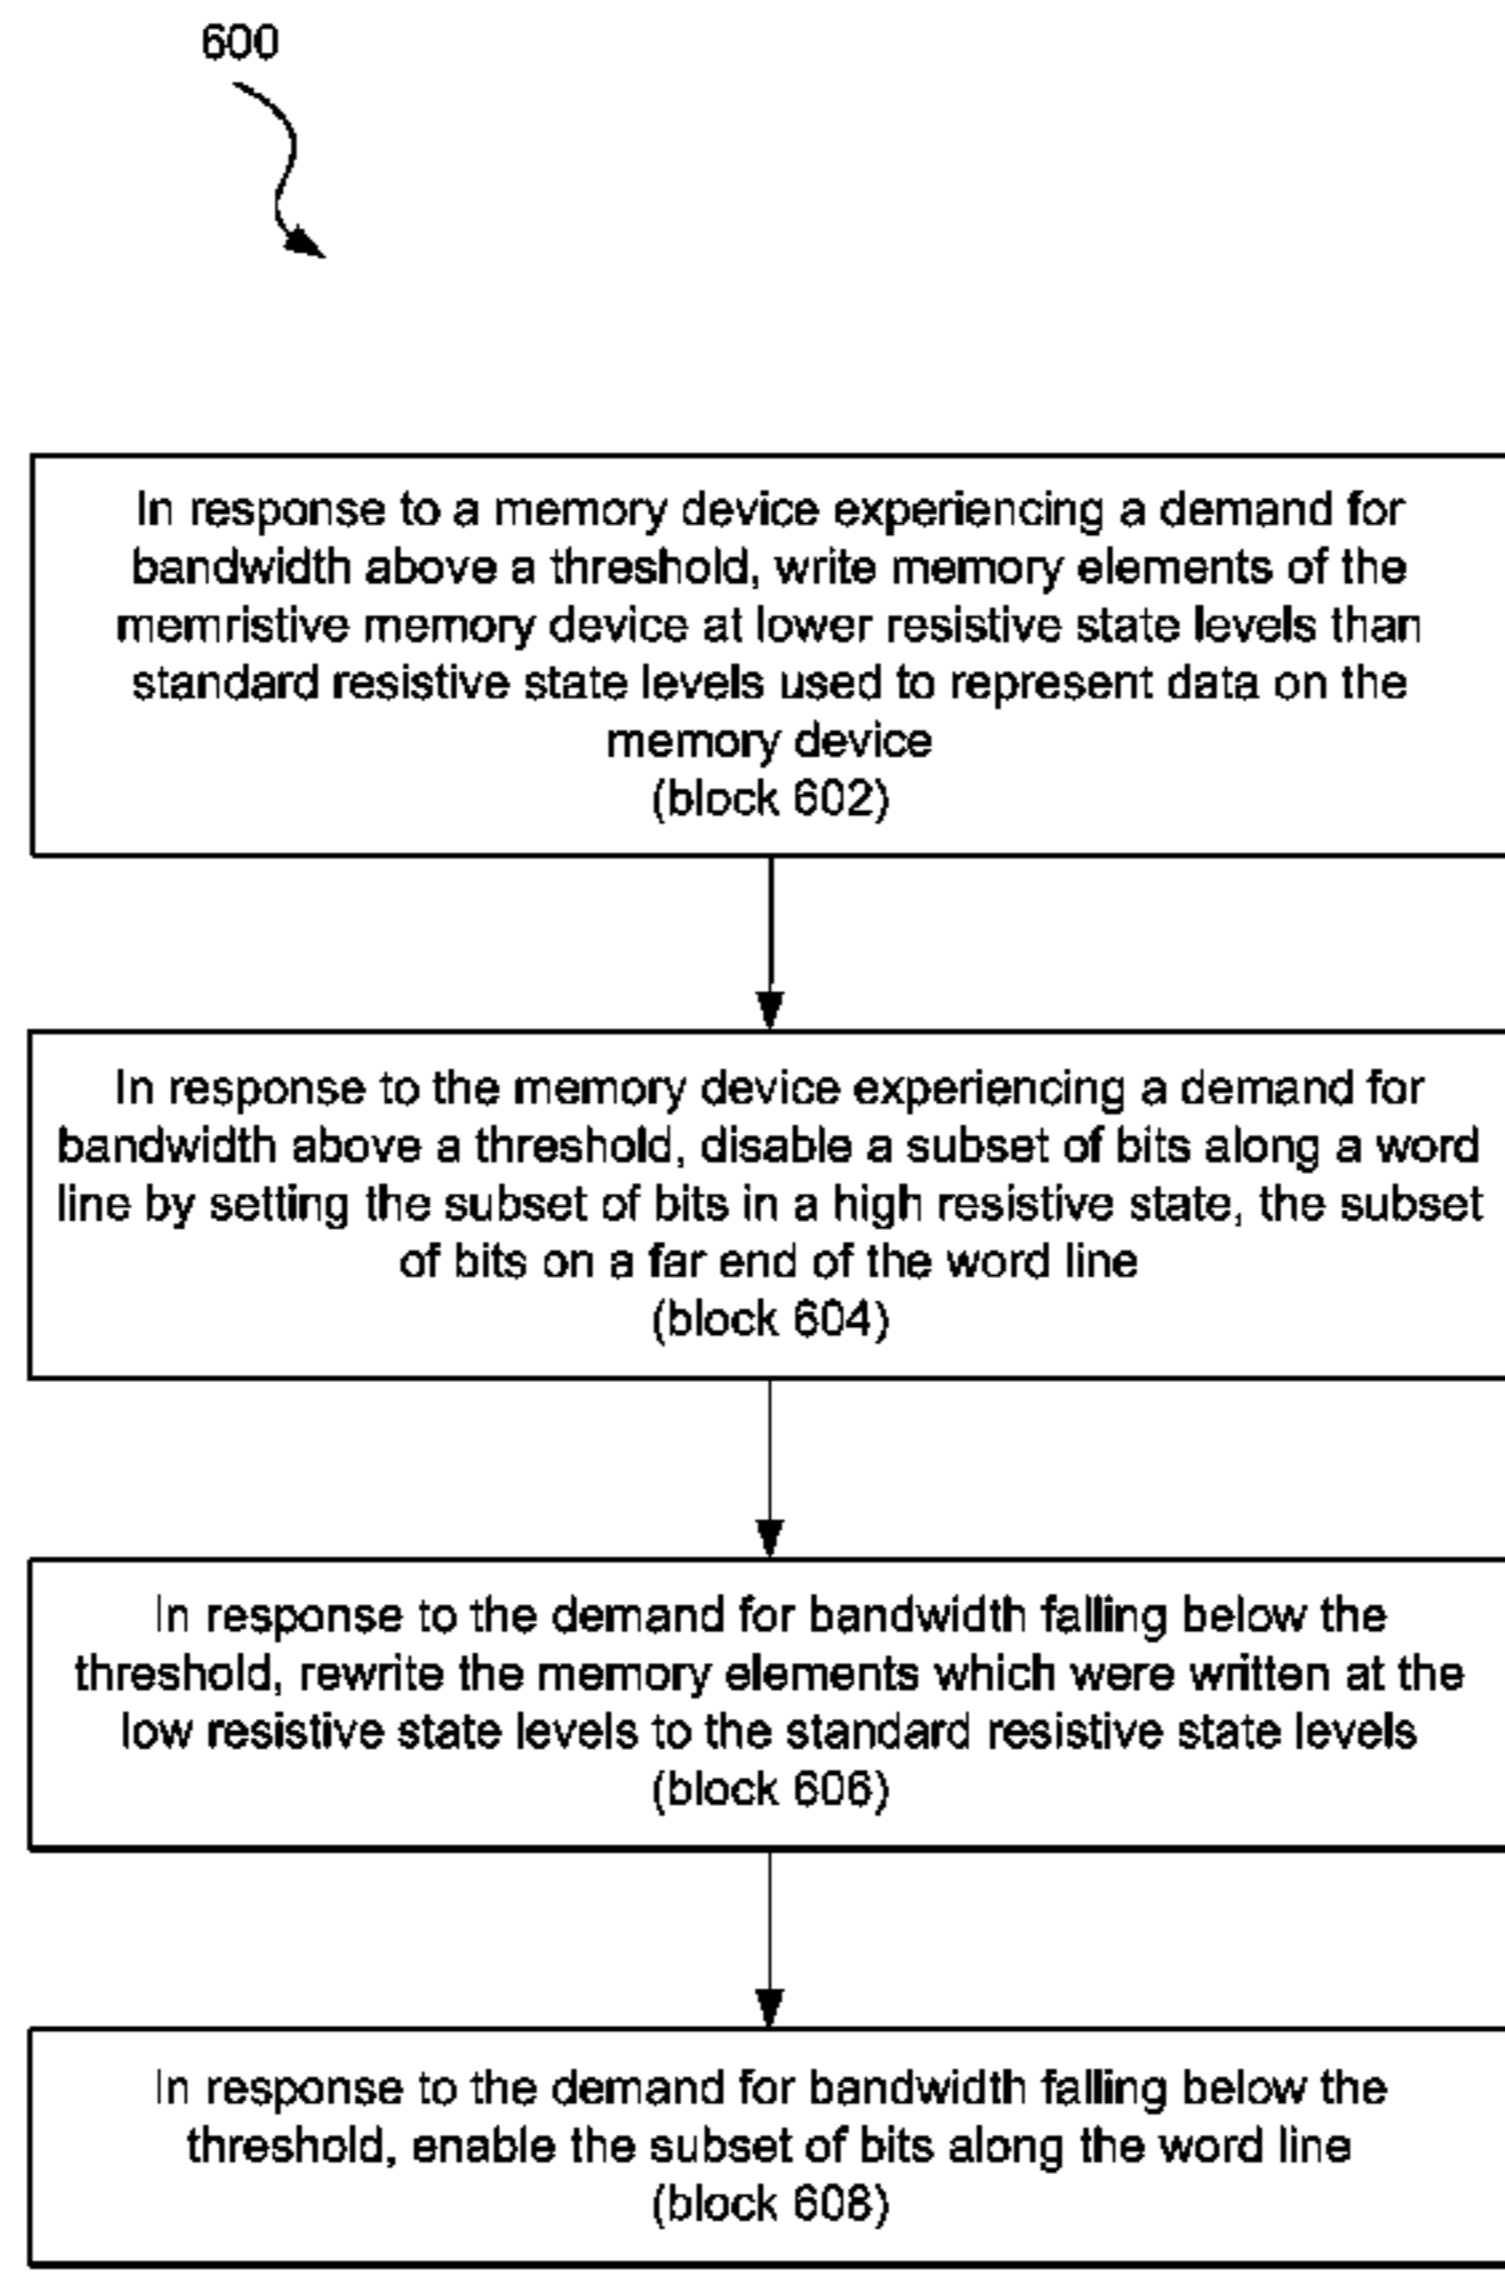 600
In response to a memory device experiencing a demand for
bandwidth above a threshold, write memory elements of the
memristive memory device at lower resistive state levels than
standard resistive state levels used to represent data on the
memory device
(block 602)
In response to the memory device experiencing a demand for
bandwidth above a threshold, disable a subset of bits along a word
line by setting the subset of bits in a high resistive state, the subset
of bits on a far end of the word line
(block 604)
In response to the demand for bandwidth falling below the
threshold, rewrite the memory elements which were written at the
low resistive state levels to the standard resistive state levels
(block 606)
In response to the demand for bandwidth falling below the
threshold, enable the subset of bits along the word line
(block 608)